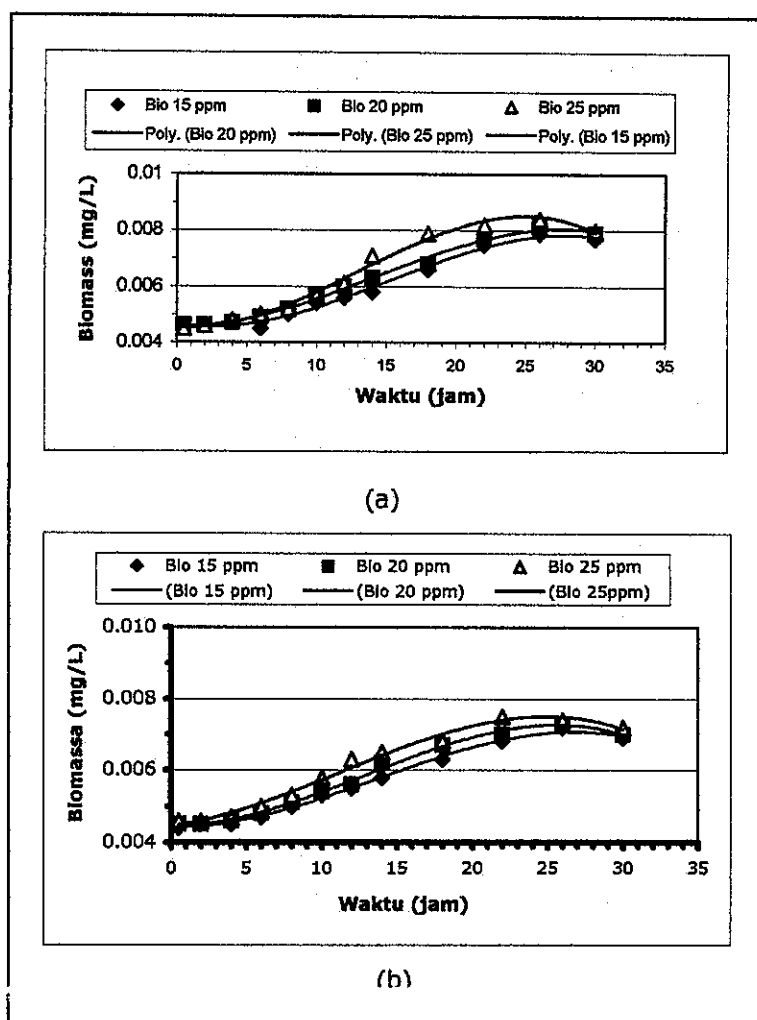 Bio 15 ppm Bio 20 ppm Bio 25 ppm
Poly. (Bio 20 ppm) Poly. (Bio 25 ppm) Poly. (Bio 15 ppm)
0.01
0.008
0.006
0.004
Biomass (mg/L)
0 5 10 15 20 25 30 35
Waktu (jam)
(a)
Bio 15 ppm Bio 20 ppm Bio 25 ppm
(Bio 15 ppm) (Bio 20 ppm) (Bio 25ppm)
0.010
0.008
0.006
0.004
Biomassa (mg/L)
0 5 10 15 20 25 30 35
Waktu (jam)
(b)